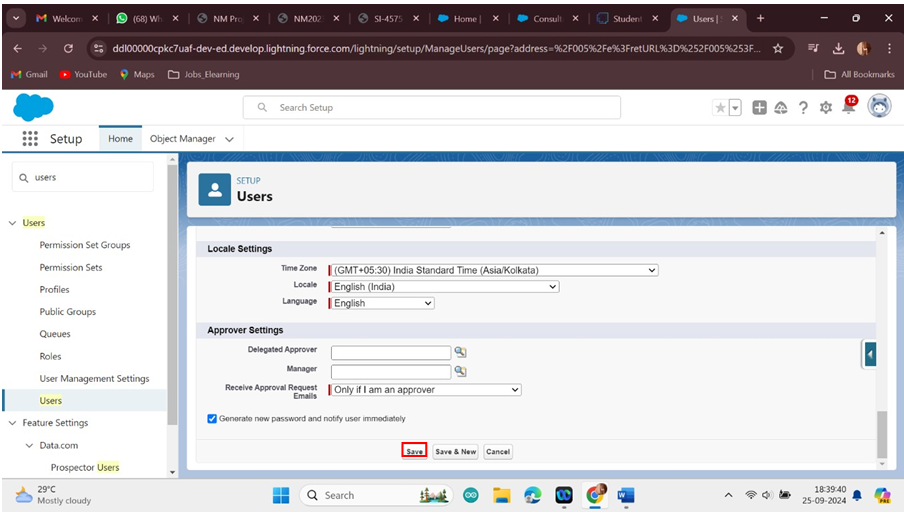 Welcom
(68) Wh
NM Pro
NM202
SI-4575
Home |
Consult
Student
Users |
ddl00000cpkc7uaf-dev-ed.develop.lightning.force.com/lightning/setup/ManageUsers/page?address=%2F005%2Fe%3FretURL%3D%252F005%253F...
Gmail YouTube Maps Jobs_Elearning All Bookmarks
Search Setup
12
Setup Home Object Manager
users
Users
Permission Set Groups
Permission Sets
Profiles
Public Groups
Queues
Roles
User Management Settings
Users
Feature Settings
Data.com
Prospector Users
SETUP
Users
Locale Settings
Time Zone (GMT+05:30) India Standard Time (Asia/Kolkata)
Locale English (India)
Language English
Approver Settings
Delegated Approver
Manager
Receive Approval Request Emails Only if I am an approver
Generate new password and notify user immediately
Save Save & New Cancel
29°C
Mostly cloudy
Search
18:39:40
25-09-2024
PRE